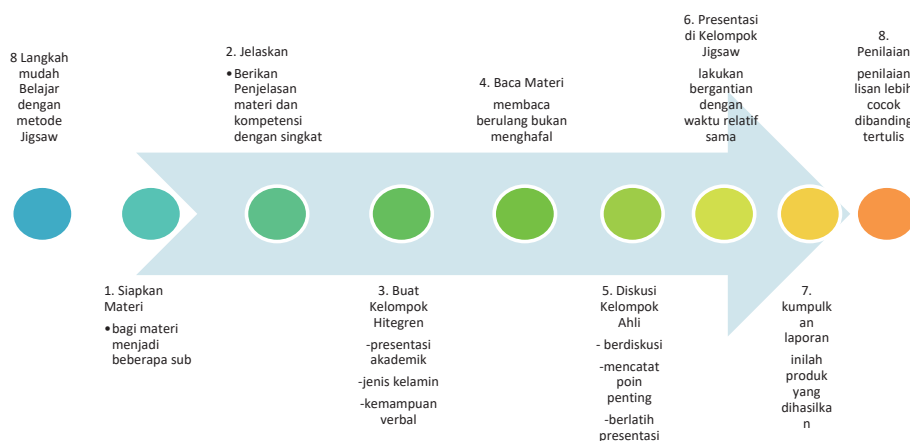 8 Langkah
mudah
Belajar
dengan
metode
Jigsaw
1. Siapkan
Materi
•bagi materi
menjadi
beberapa sub
2. Jelaskan
•Berikan
Penjelasan
materi dan
kompetensi
dengan singkat
3. Buat
Kelompok
Hitegren
-presentasi
akademik
-jenis kelamin
-kemampuan
verbal
4. Baca Materi
membaca
berulang bukan
menghafal
5. Diskusi
Kelompok
Ahli
- berdiskusi
-mencatat
poin
penting
-berlatih
presentasi
6. Presentasi
di Kelompok
Jigsaw
lakukan
bergantian
dengan
waktu relatif
sama
7.
kumpulk
an
laporan
inilah
produk
yang
dihasilka
n
8.
Penilaian
penilaian
lisan lebih
cocok
dibanding
tertulis